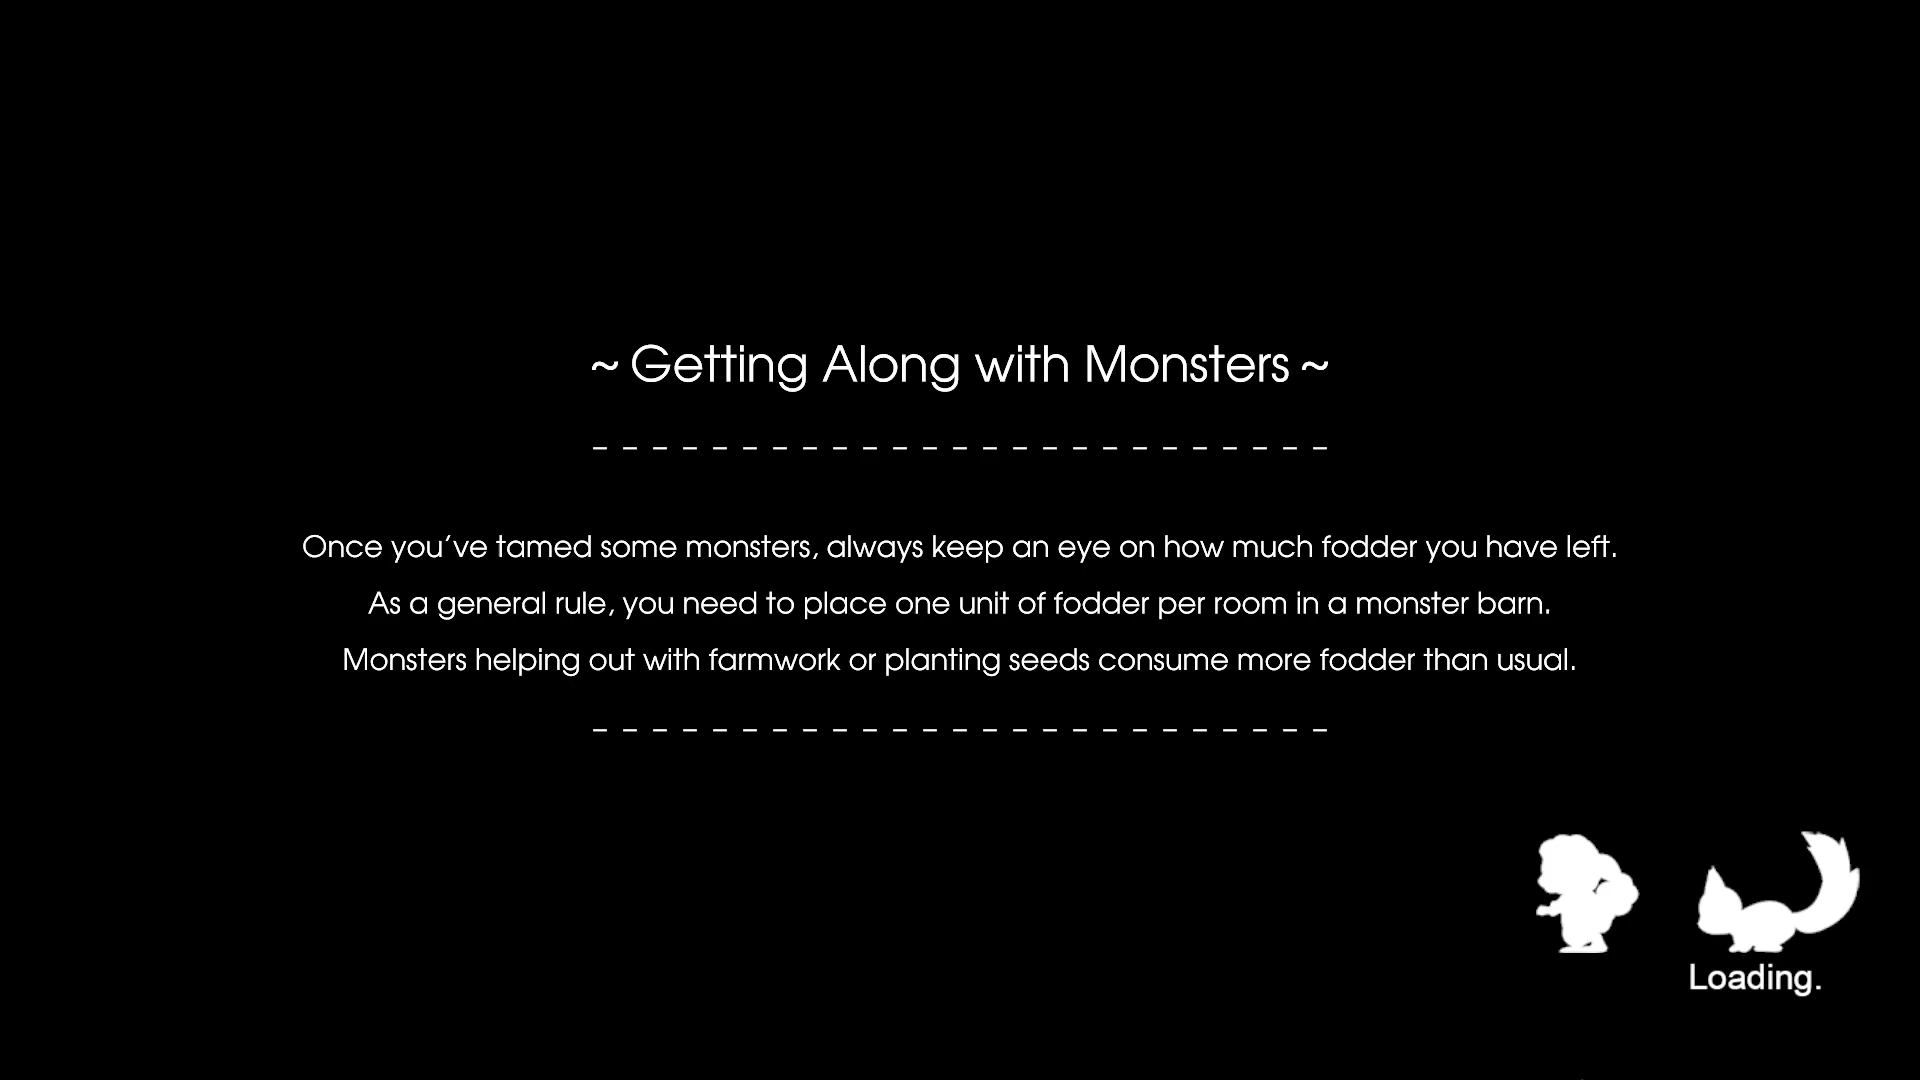 ~ Getting Along with Monsters ~
Once you've tamed some monsters, always keep an eye on how much fodder you have left.
As a general rule, you need to place one unit of fodder per room in a monster barn.
Monsters helping out with farmwork or planting seeds consume more fodder than usual.
Loading.